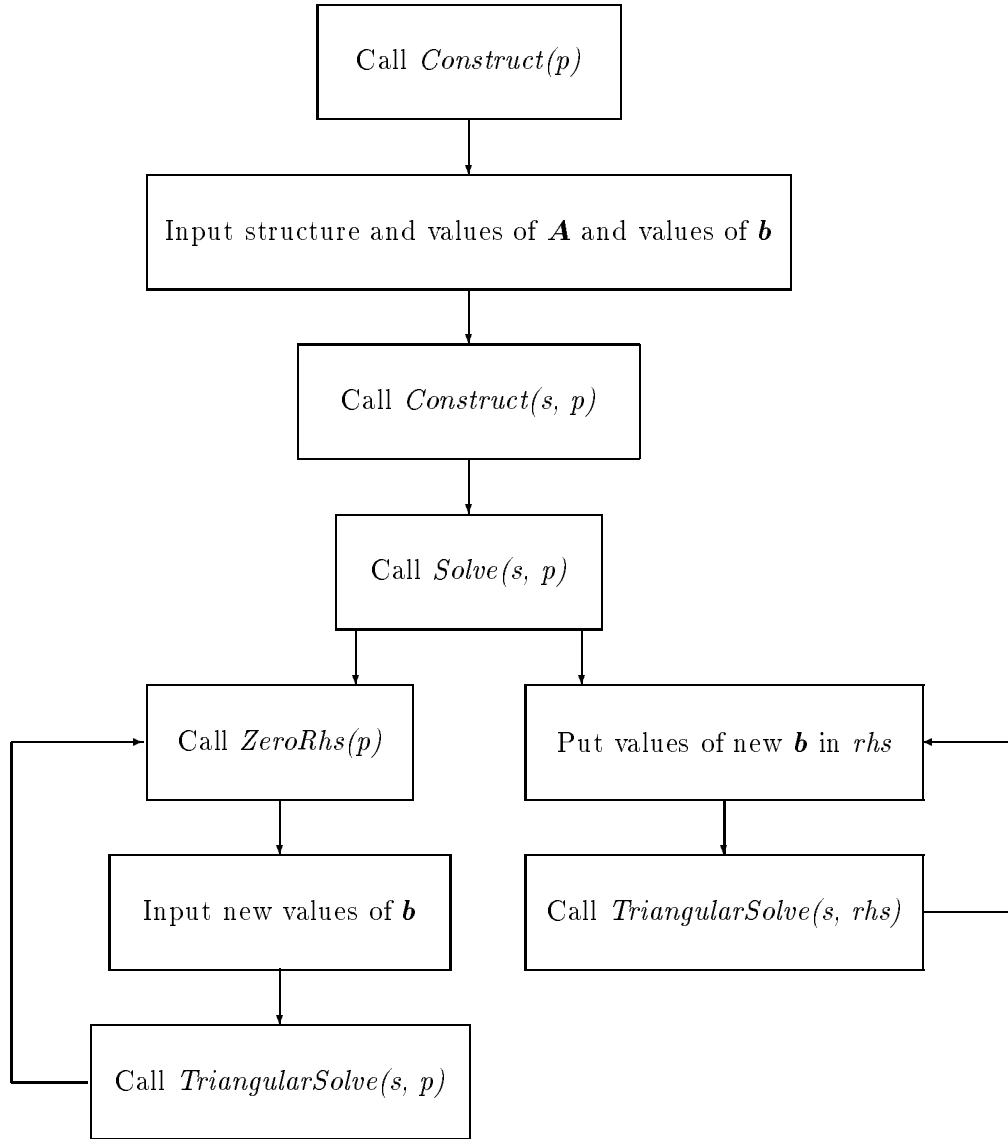 Call Construct(p)
Input structure and values of A and values of b
Call Construct(s, p)
Call Solve(s, p)
Call ZeroRhs(p)
Put values of new b in rhs
Input new values of b
Call TriangularSolve(s, rhs)
Call TriangularSolve(s, p)